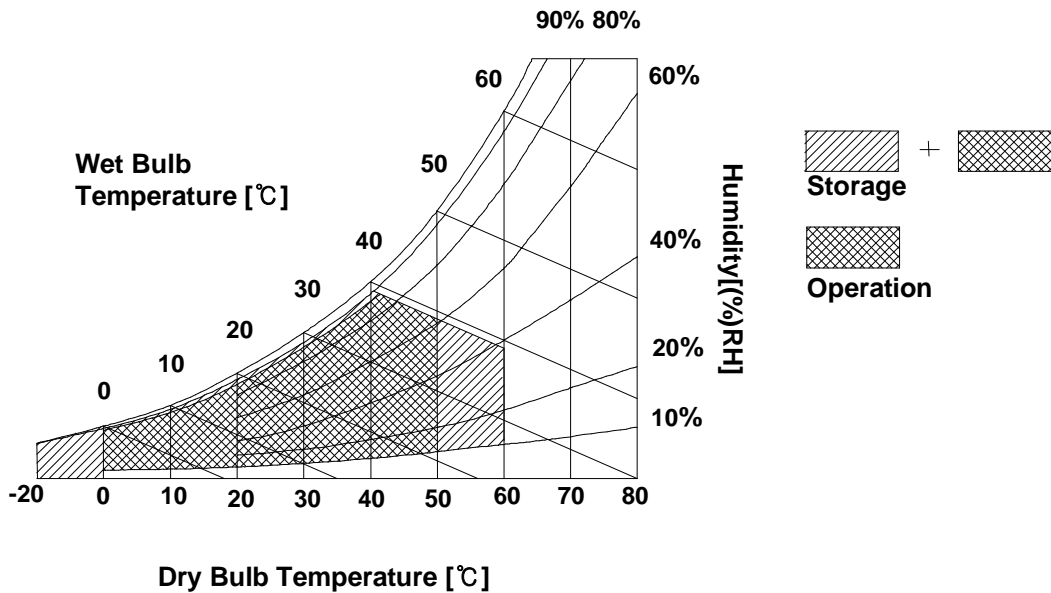 90% 80%
60
60%
Wet Bulb
Temperature [℃]
50
Storage
40
40%
Humidity[(%)RH]
30
Operation
20
20%
10
10%
0
-20 0 10 20 30 40 50 60 70 80
Dry Bulb Temperature [℃]